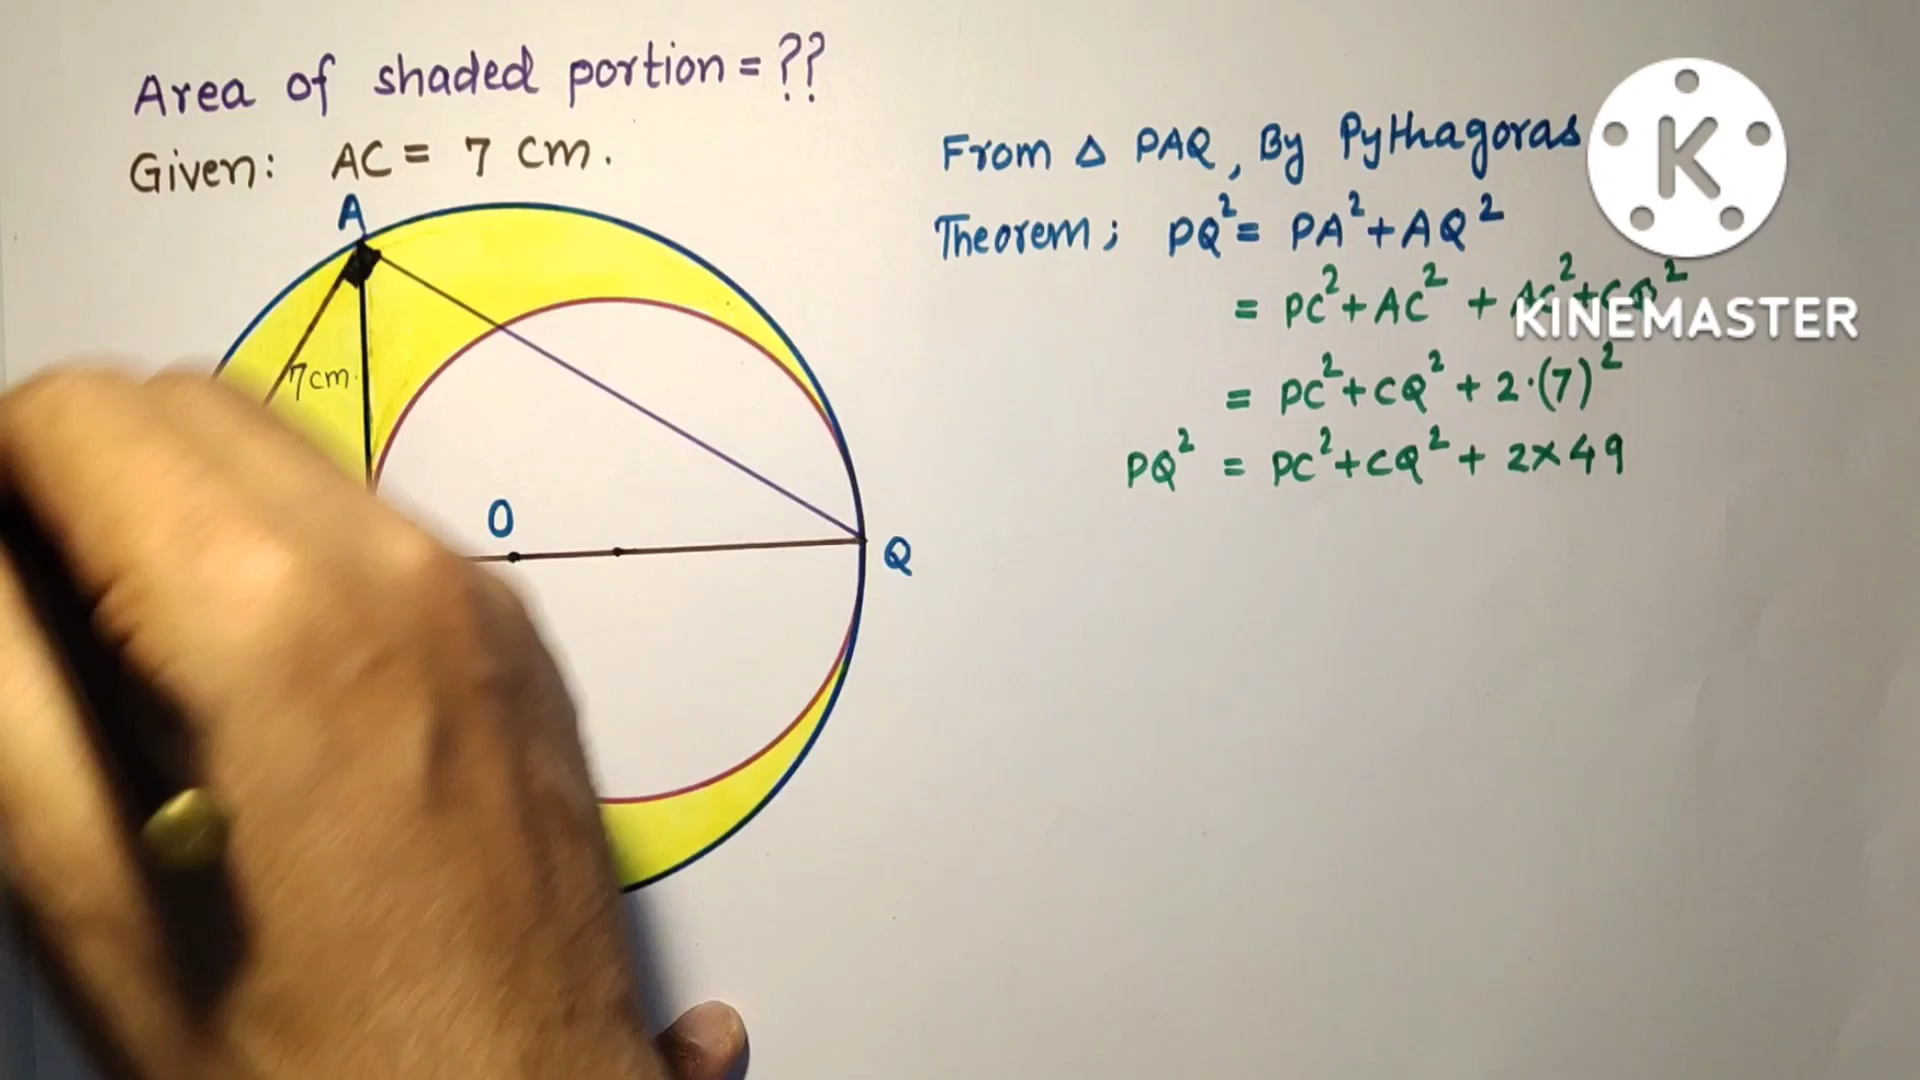 Area of shaded portion = ??
Given: AC = 7 cm.
A
7cm
O
Q
From Δ PAQ, By Pythagoras
Theorem; PQ² = PA² + AQ²
= PC² + AC² + AC² +
= PC² + CQ² + 2·(7)²
PQ² = PC² + CQ² + 2×49
K
KINEMASTER